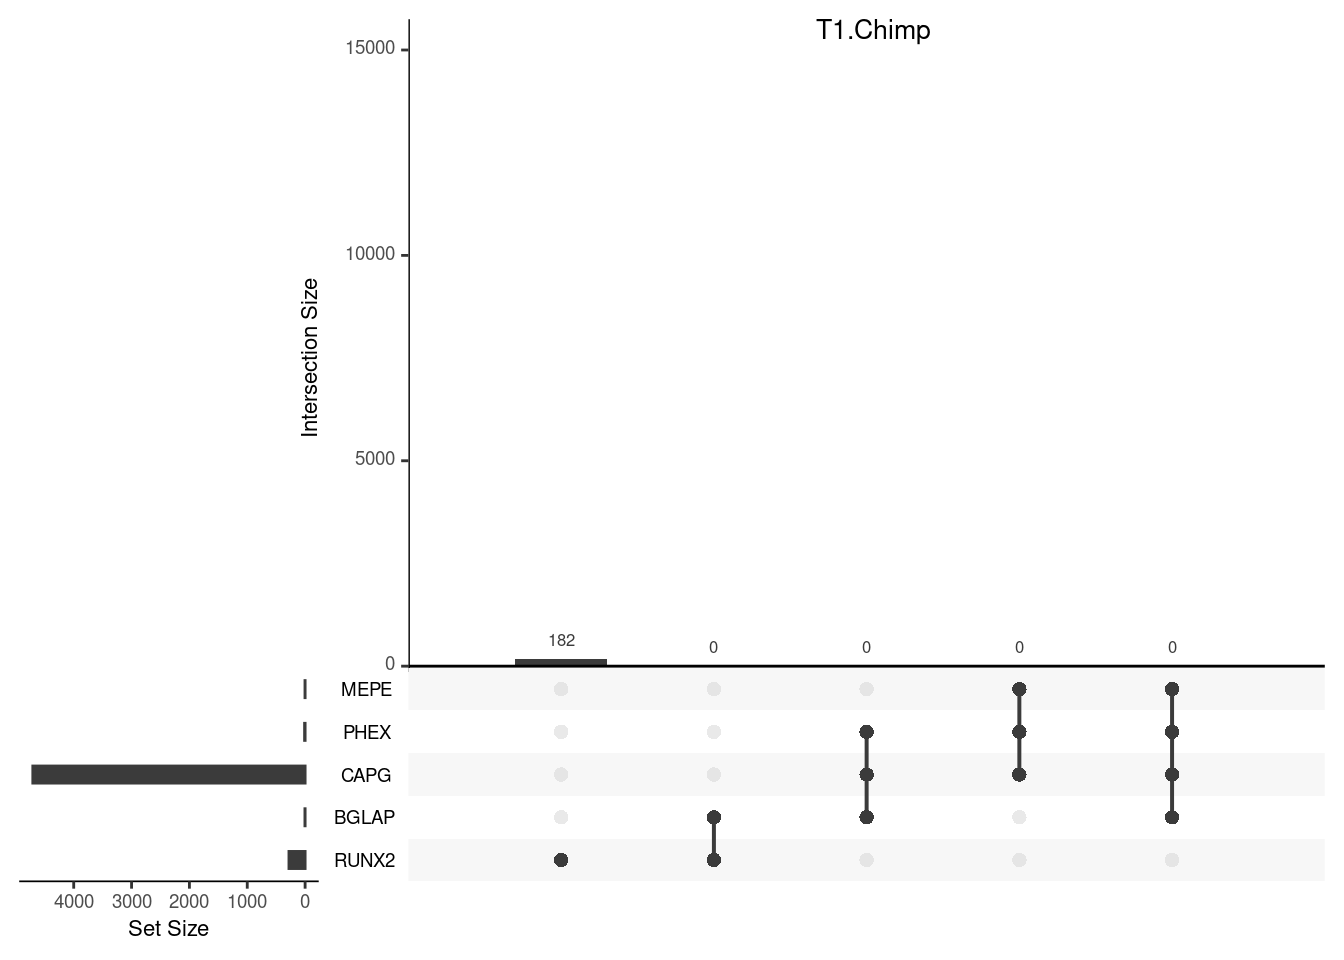 T1.Chimp
15000
10000
5000
0
Intersection Size
182 0 0 0 0
MEPE
PHEX
CAPG
BGLAP
RUNX2
4000 3000 2000 1000 0
Set Size